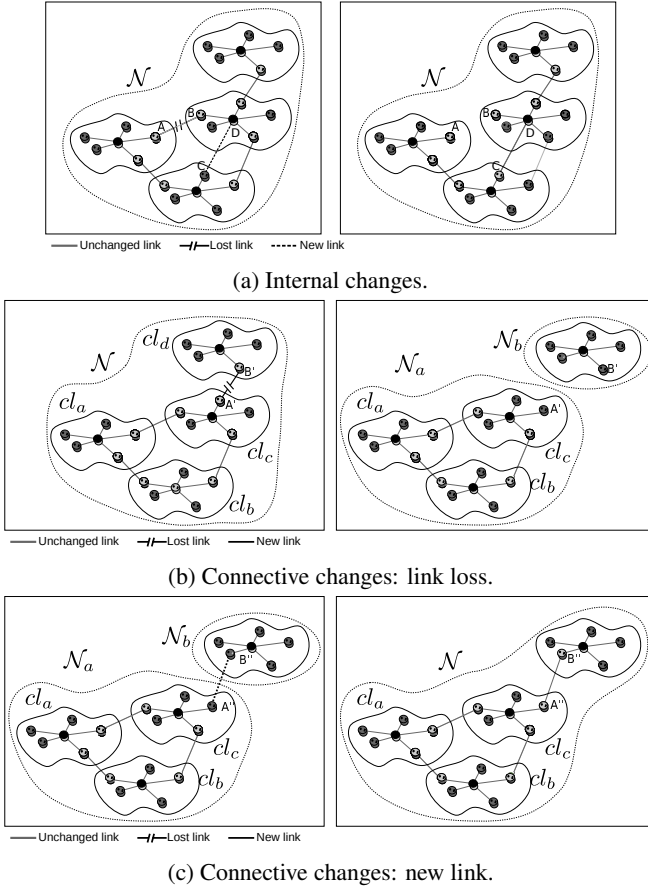 𝒩
A
B
D
C
A
B
D
C
Unchanged link Lost link New link
(a) Internal changes.
𝒩
cl_d
B'
cl_a
A'
cl_c
cl_b
𝒩_b
B'
𝒩_a
cl_a
A'
cl_c
cl_b
Unchanged link Lost link New link
(b) Connective changes: link loss.
𝒩_b
B''
𝒩_a
cl_a
A''
cl_c
cl_b
𝒩
B''
cl_a
A''
cl_c
cl_b
Unchanged link Lost link New link
(c) Connective changes: new link.